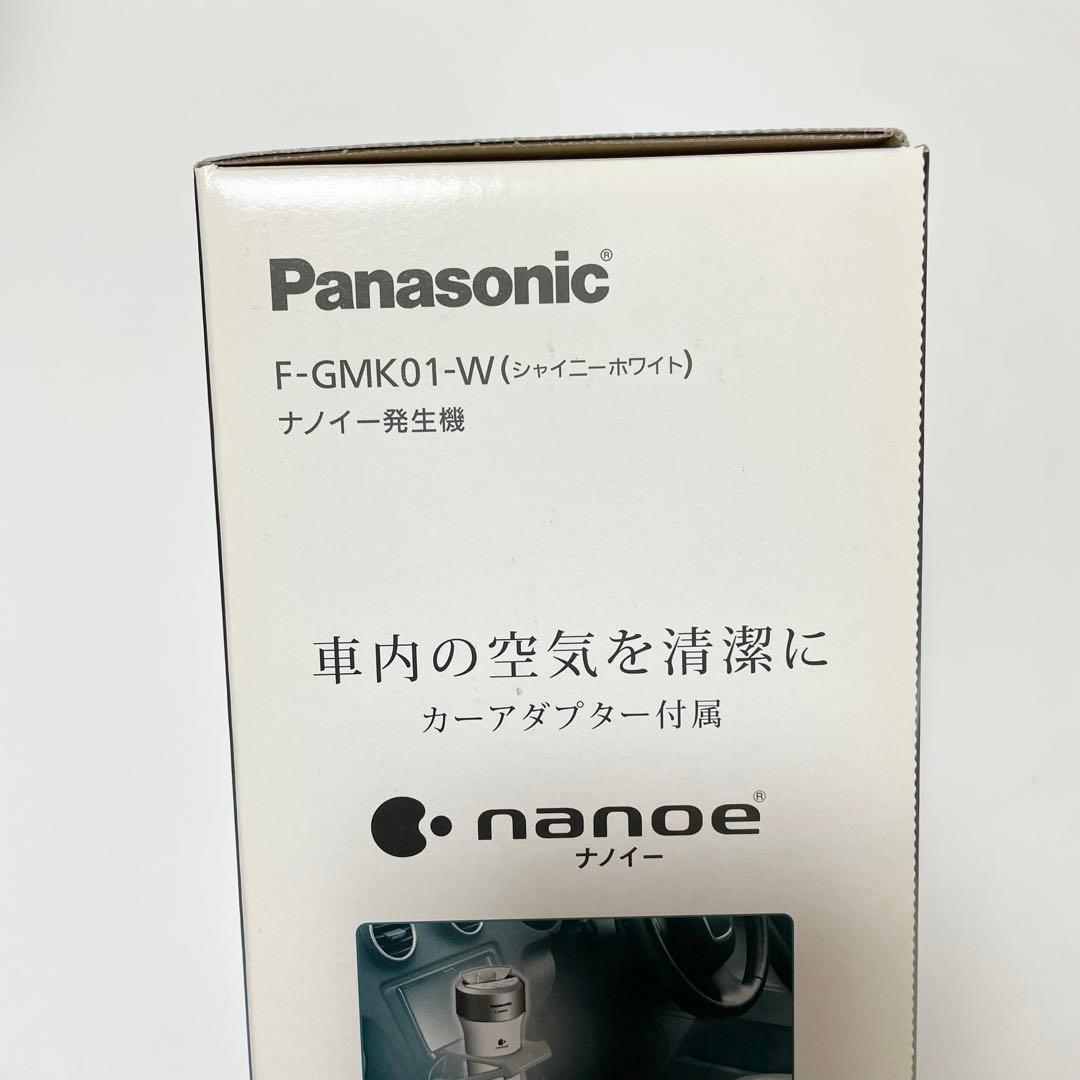 Panasonic®
F-GMK01-W(シャイニーホワイト)
ナノイー発生機
車内の空気を清潔に
カーアダプター付属
nanoe®
ナノイー
Panasonic
nanoe